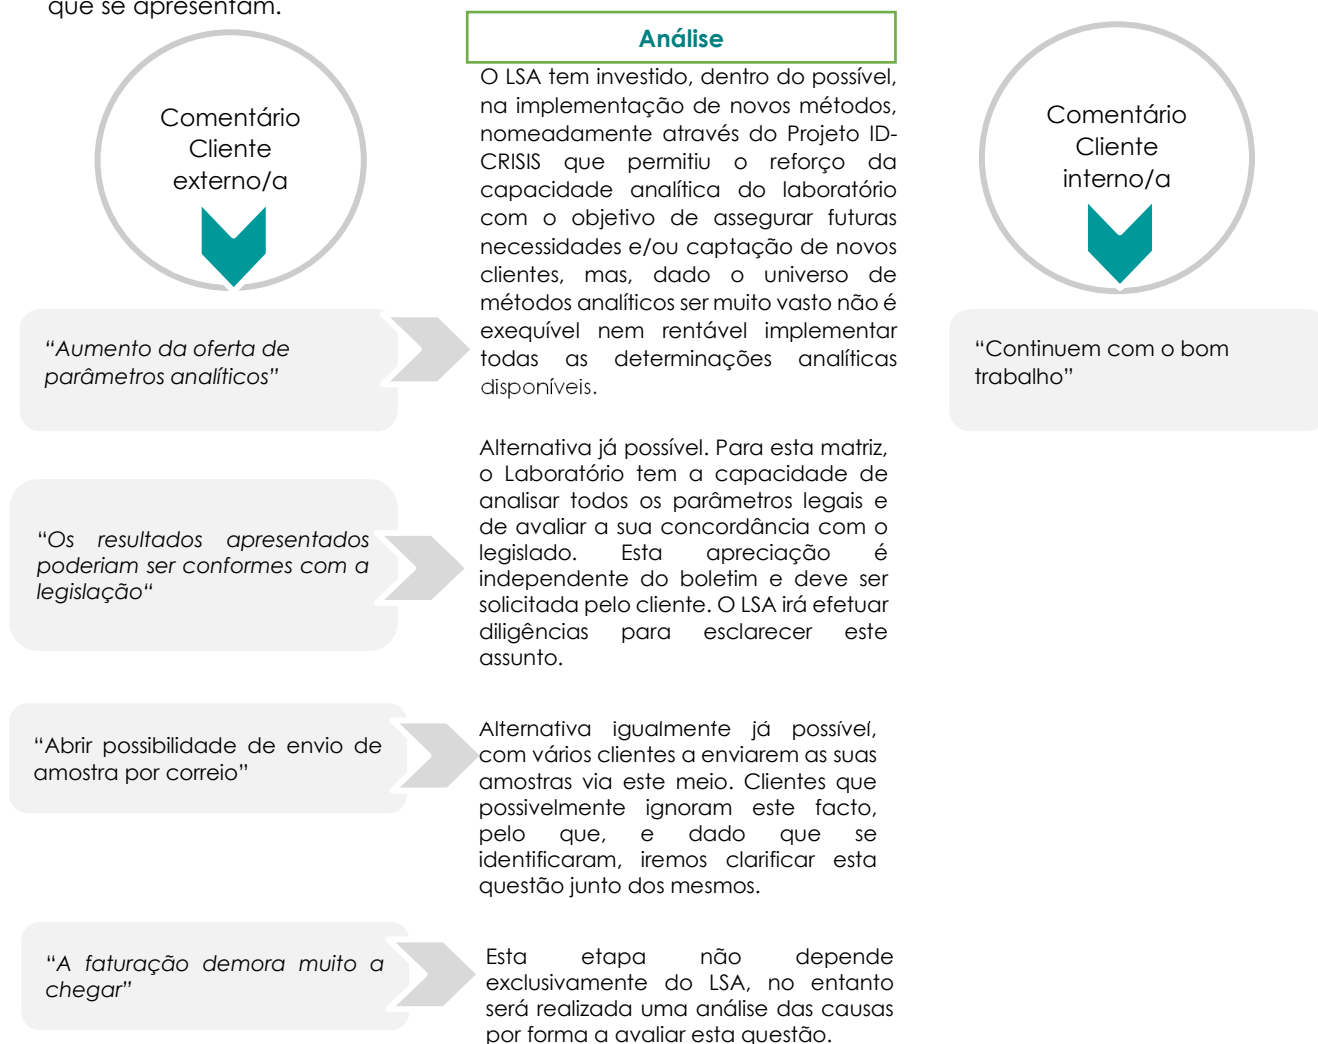 que se apresentam.
Comentário
Cliente
externo/a
Análise
O LSA tem investido, dentro do possível,
na implementação de novos métodos,
nomeadamente através do Projeto ID-
CRISIS que permitiu o reforço da
capacidade analítica do laboratório
com o objetivo de assegurar futuras
necessidades e/ou captação de novos
clientes, mas, dado o universo de
métodos analíticos ser muito vasto não é
exequível nem rentável implementar
todas as determinações analíticas
disponíveis.
Comentário
Cliente
interno/a
“Aumento da oferta de
parâmetros analíticos”
“Continuem com o bom
trabalho”
“Os resultados apresentados
poderiam ser conformes com a
legislação“
Alternativa já possível. Para esta matriz,
o Laboratório tem a capacidade de
analisar todos os parâmetros legais e
de avaliar a sua concordância com o
legislado. Esta apreciação é
independente do boletim e deve ser
solicitada pelo cliente. O LSA irá efetuar
diligências para esclarecer este
assunto.
“Abrir possibilidade de envio de
amostra por correio”
Alternativa igualmente já possível,
com vários clientes a enviarem as suas
amostras via este meio. Clientes que
possivelmente ignoram este facto,
pelo que, e dado que se
identificaram, iremos clarificar esta
questão junto dos mesmos.
“A faturação demora muito a
chegar”
Esta etapa não depende
exclusivamente do LSA, no entanto
será realizada uma análise das causas
por forma a avaliar esta questão.